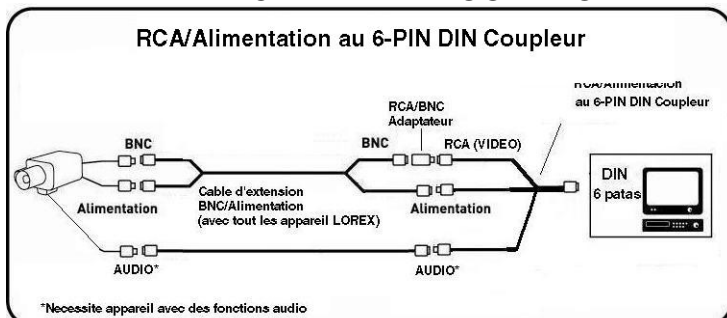 RCA/Alimentation au 6-PIN DIN Coupleur
RCA/Alimentacion
au 6-PIN DIN Coupleur
RCA/BNC
Adaptateur
BNC
BNC
RCA (VIDEO)
DIN
6 patas
Cable d'extension
BNC/Alimentation
(avec tout les appareil LOREX)
Alimentation
Alimentation
AUDIO*
AUDIO*
*Necessite appareil avec des fonctions audio